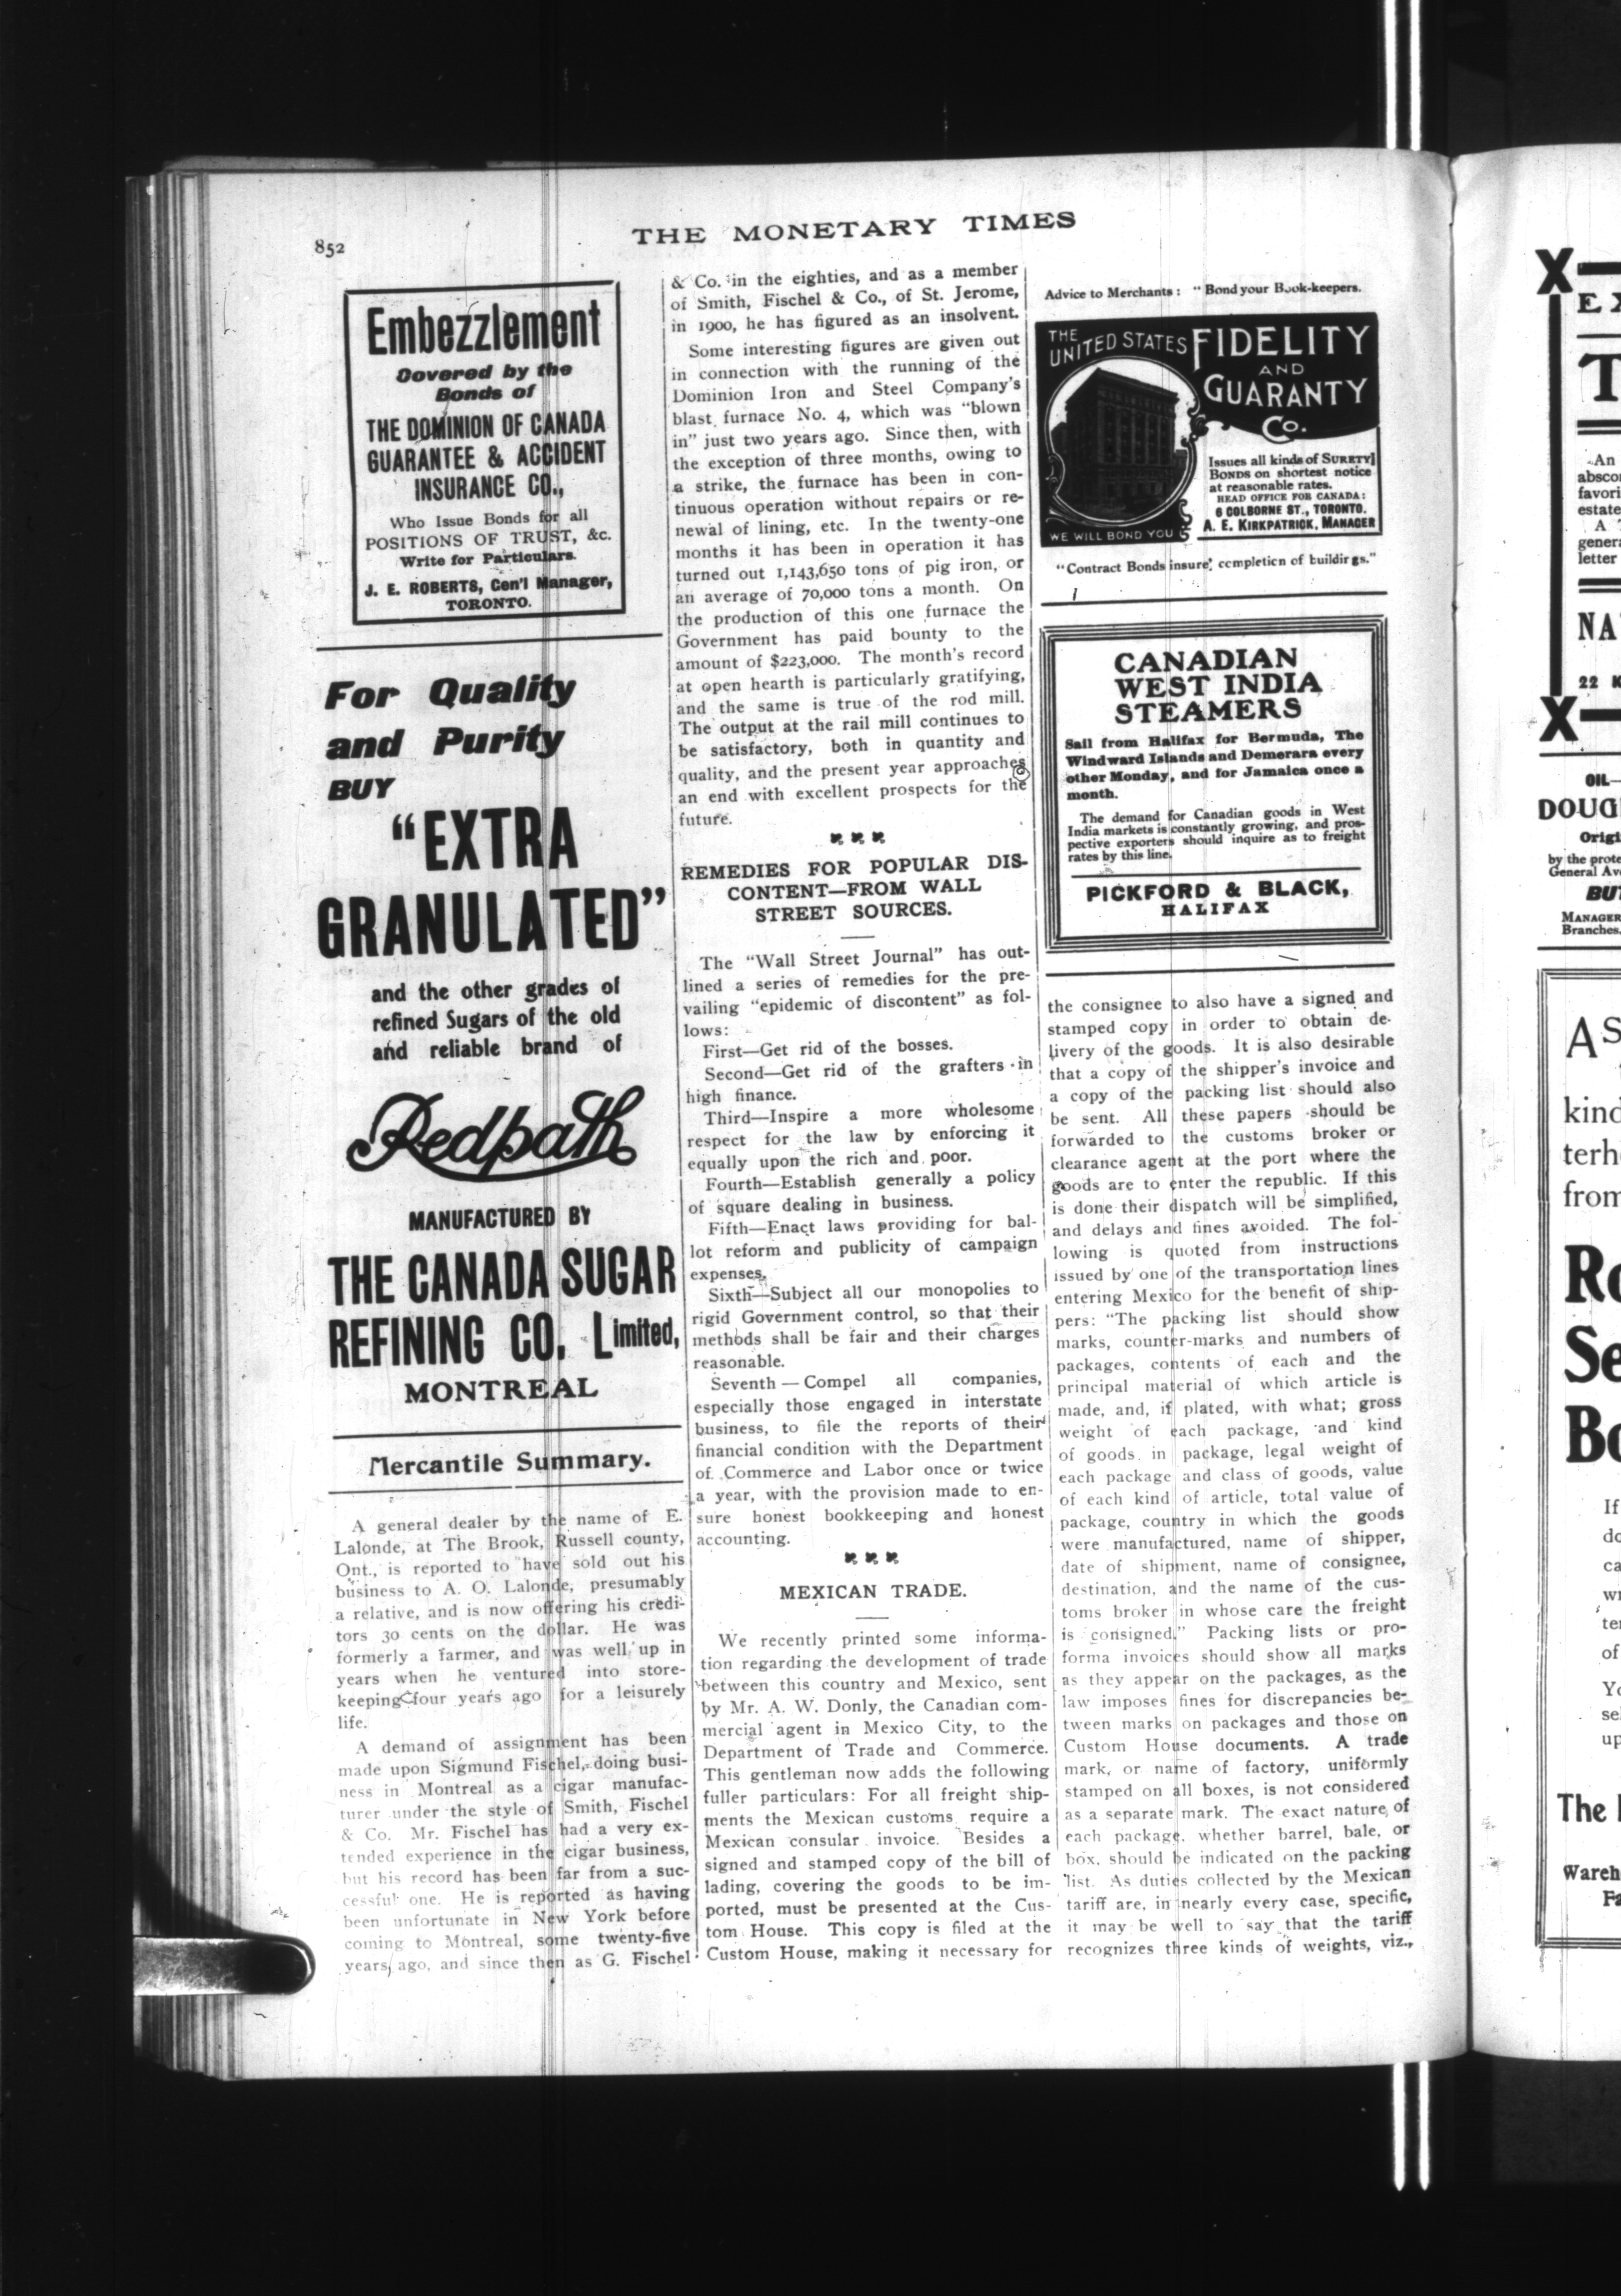 852
THE MONETARY TIMES
Embezzlement
Covered by the
Bonds of
THE DOMINION OF CANADA
GUARANTEE & ACCIDENT
INSURANCE CO.,
Who Issue Bonds for all
POSITIONS OF TRUST, &c.
Write for Particulars.
J. E. ROBERTS, Gen'l Manager,
TORONTO.
For Quality
and Purity
BUY
"EXTRA
GRANULATED"
and the other grades of
refined Sugars of the old
and reliable brand of
Redpath
MANUFACTURED BY
THE CANADA SUGAR
REFINING CO. Limited,
MONTREAL
Mercantile Summary.
A general dealer by the name of E.
Lalonde, at The Brook, Russell county,
Ont., is reported to have sold out his
business to A. O. Lalonde, presumably
a relative, and is now offering his credi-
tors 30 cents on the dollar. He was
formerly a farmer, and was well up in
years when he ventured into store-
keeping four years ago for a leisurely
life.
A demand of assignment has been
made upon Sigmund Fischel, doing busi-
ness in Montreal as a cigar manufac-
turer under the style of Smith, Fischel
& Co. Mr. Fischel has had a very ex-
tended experience in the cigar business,
but his record has been far from a suc-
cessful one. He is reported as having
been unfortunate in New York before
coming to Montreal, some twenty-five
years ago, and since then as G. Fischel
& Co. in the eighties, and as a member
of Smith, Fischel & Co., of St. Jerome,
in 1900, he has figured as an insolvent.
Some interesting figures are given out
in connection with the running of the
Dominion Iron and Steel Company's
blast furnace No. 4, which was "blown
in" just two years ago. Since then, with
the exception of three months, owing to
a strike, the furnace has been in con-
tinuous operation without repairs or re-
newal of lining, etc. In the twenty-one
months it has been in operation it has
turned out 1,143,650 tons of pig iron, or
an average of 70,000 tons a month. On
the production of this one furnace the
Government has paid bounty to the
amount of $223,000. The month's record
at open hearth is particularly gratifying,
and the same is true of the rod mill.
The output at the rail mill continues to
be satisfactory, both in quantity and
quality, and the present year approaches
an end with excellent prospects for the
future.
REMEDIES FOR POPULAR DIS-
CONTENT—FROM WALL
STREET SOURCES.
The "Wall Street Journal" has out-
lined a series of remedies for the pre-
vailing "epidemic of discontent" as fol-
lows:
First—Get rid of the bosses.
Second—Get rid of the grafters in
high finance.
Third—Inspire a more wholesome
respect for the law by enforcing it
equally upon the rich and poor.
Fourth—Establish generally a policy
of square dealing in business.
Fifth—Enact laws providing for bal-
lot reform and publicity of campaign
expenses.
Sixth—Subject all our monopolies to
rigid Government control, so that their
methods shall be fair and their charges
reasonable.
Seventh—Compel all companies,
especially those engaged in interstate
business, to file the reports of their
financial condition with the Department
of Commerce and Labor once or twice
a year, with the provision made to en-
sure honest bookkeeping and honest
accounting.
MEXICAN TRADE.
We recently printed some informa-
tion regarding the development of trade
between this country and Mexico, sent
by Mr. A. W. Donly, the Canadian com-
mercial agent in Mexico City, to the
Department of Trade and Commerce.
This gentleman now adds the following
fuller particulars: For all freight ship-
ments the Mexican customs require a
Mexican consular invoice. Besides a
signed and stamped copy of the bill of
lading, covering the goods to be im-
ported, must be presented at the Cus-
tom House. This copy is filed at the
Custom House, making it necessary for
Advice to Merchants: "Bond your Book-keepers.
THE
UNITED STATES FIDELITY
AND
GUARANTY
Co.
Issues all kinds of SURETY
BONDS on shortest notice
at reasonable rates.
HEAD OFFICE FOR CANADA:
6 COLBORNE ST., TORONTO.
A. E. KIRKPATRICK, MANAGER
WE WILL BOND YOU
"Contract Bonds insure completion of buildings."
CANADIAN
WEST INDIA
STEAMERS
Sail from Halifax for Bermuda, The
Windward Islands and Demerara every
other Monday, and for Jamaica once a
month.
The demand for Canadian goods in West
India markets is constantly growing, and pros-
pective exporters should inquire as to freight
rates by this line.
PICKFORD & BLACK,
HALIFAX
the consignee to also have a signed and
stamped copy in order to obtain de-
livery of the goods. It is also desirable
that a copy of the shipper's invoice and
a copy of the packing list should also
be sent. All these papers should be
forwarded to the customs broker or
clearance agent at the port where the
goods are to enter the republic. If this
is done their dispatch will be simplified,
and delays and fines avoided. The fol-
lowing is quoted from instructions
issued by one of the transportation lines
entering Mexico for the benefit of ship-
pers: "The packing list should show
marks, counter-marks and numbers of
packages, contents of each and the
principal material of which article is
made, and, if plated, with what; gross
weight of each package, and kind
of goods in package, legal weight of
each package and class of goods, value
of each kind of article, total value of
package, country in which the goods
were manufactured, name of shipper,
date of shipment, name of consignee,
destination, and the name of the cus-
toms broker in whose care the freight
is consigned." Packing lists or pro-
forma invoices should show all marks
as they appear on the packages, as the
law imposes fines for discrepancies be-
tween marks on packages and those on
Custom House documents. A trade
mark, or name of factory, uniformly
stamped on all boxes, is not considered
as a separate mark. The exact nature of
each package, whether barrel, bale, or
box, should be indicated on the packing
list. As duties collected by the Mexican
tariff are, in nearly every case, specific,
it may be well to say that the tariff
recognizes three kinds of weights, viz.,
X
T
An
favori
estate
A
letter
22 K
X
OIL—
DOUG
Origi
by the prote
General Av
BU
MANAGER
Branches.
As
kind
from
If
of
The
Wareh